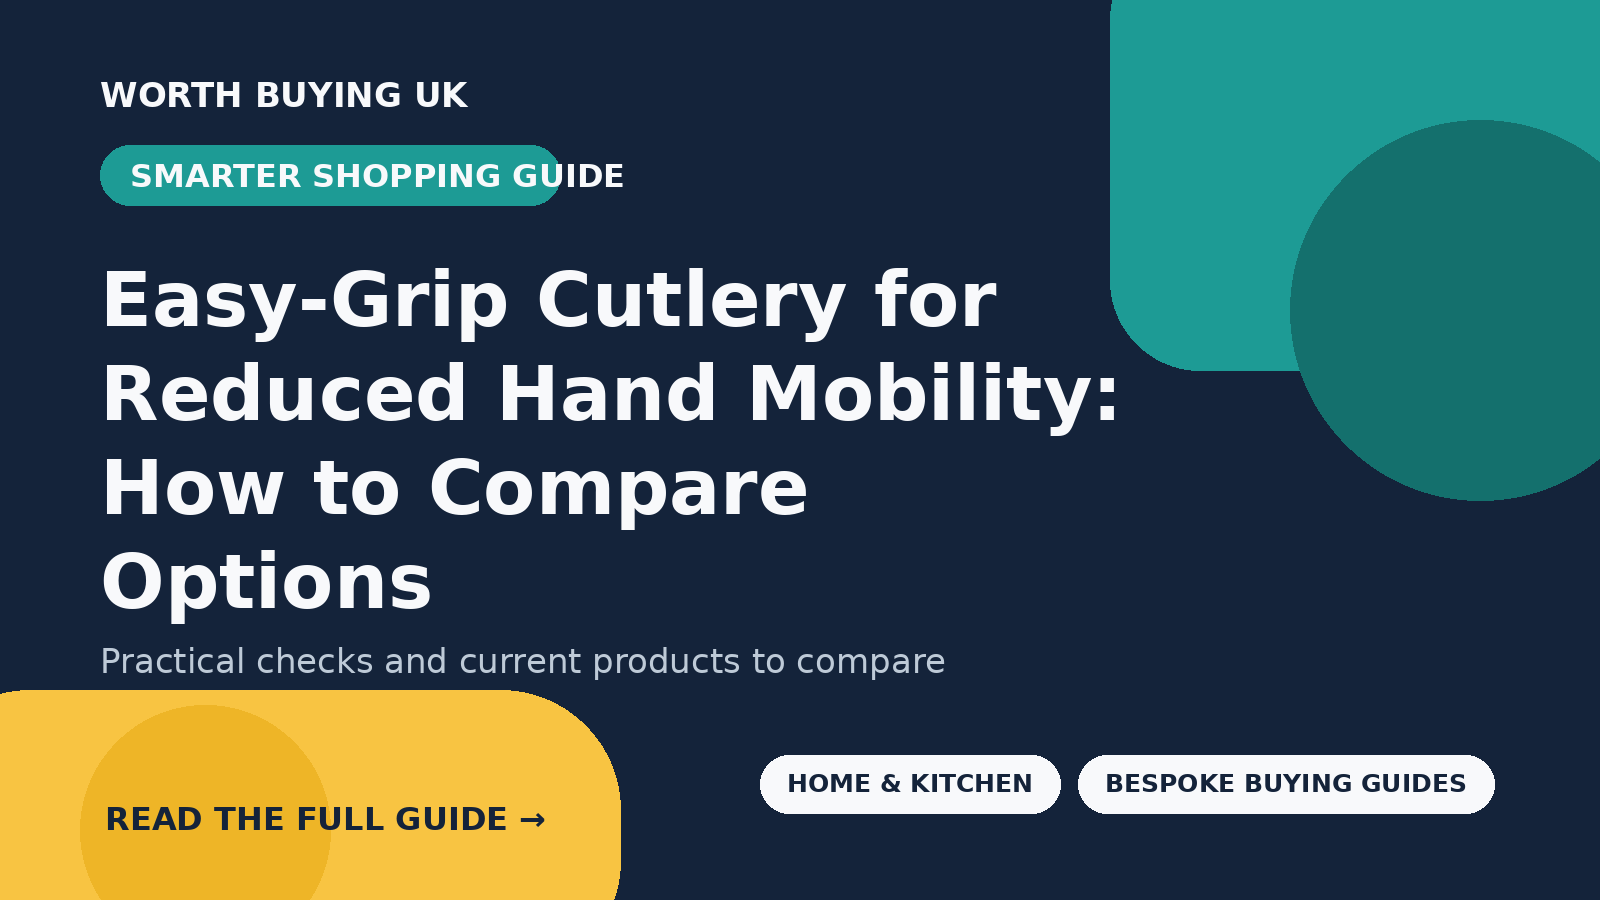 WORTH BUYING UK
SMARTER SHOPPING GUIDE
Easy-Grip Cutlery for
Reduced Hand Mobility:
How to Compare
Options
Practical checks and current products to compare
READ THE FULL GUIDE →
HOME & KITCHEN
BESPOKE BUYING GUIDES